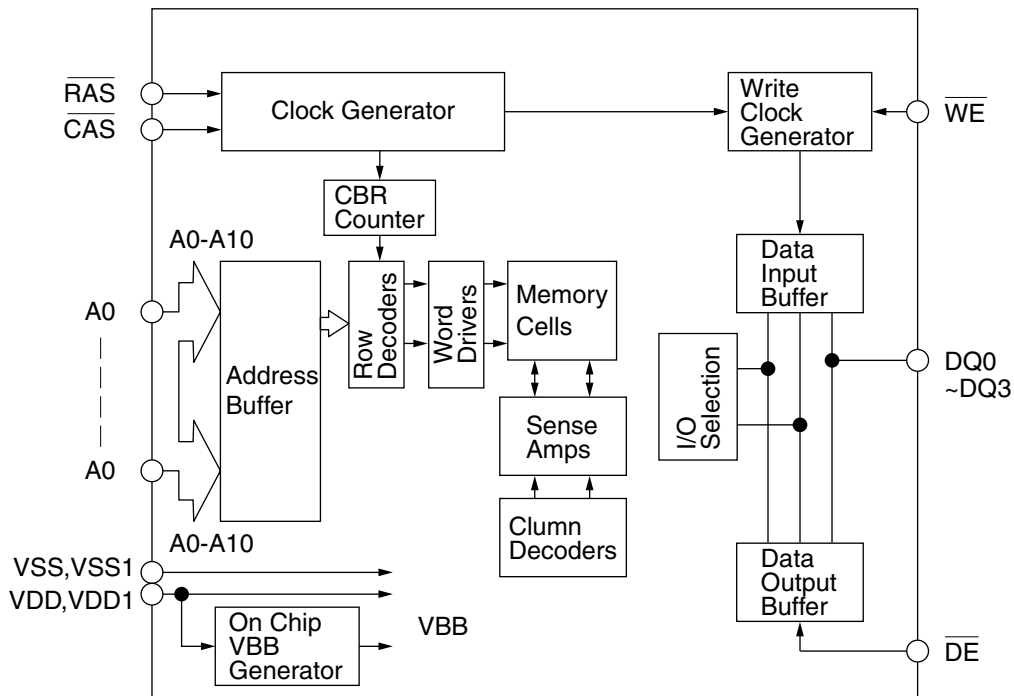 RAS
CAS
Clock Generator
Write
Clock
Generator
WE
CBR
Counter
A0-A10
A0
A0
A0-A10
Address
Buffer
Row
Decoders
Word
Drivers
Memory
Cells
Sense
Amps
Clumn
Decoders
Data
Input
Buffer
I/O
Selection
DQ0
~DQ3
Data
Output
Buffer
DE
VSS,VSS1
VDD,VDD1
On Chip
VBB
Generator
VBB